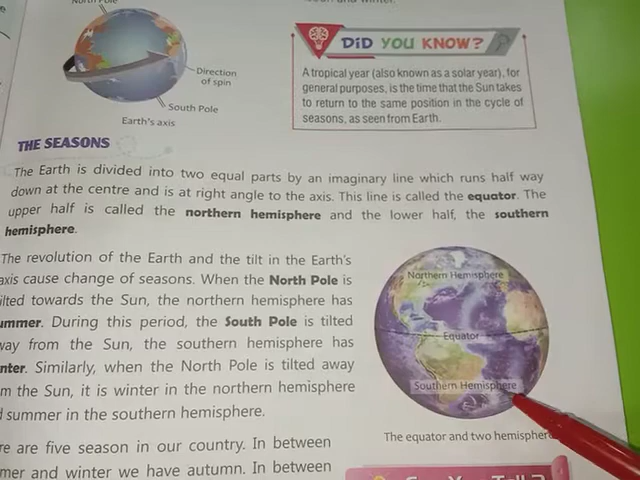 North Pole
Direction
of spin
South Pole
Earth's axis
DiD YOU KNOW?
A tropical year (also known as a solar year), for
general purposes, is the time that the Sun takes
to return to the same position in the cycle of
seasons, as seen from Earth.
THE SEASONS
The Earth is divided into two equal parts by an imaginary line which runs half way
down at the centre and is at right angle to the axis. This line is called the equator. The
upper half is called the northern hemisphere and the lower half, the southern
hemisphere.
The revolution of the Earth and the tilt in the Earth's
axis cause change of seasons. When the North Pole is
ilted towards the Sun, the northern hemisphere has
ummer. During this period, the South Pole is tilted
way from the Sun, the southern hemisphere has
nter. Similarly, when the North Pole is tilted away
m the Sun, it is winter in the northern hemisphere
d summer in the southern hemisphere.
re are five season in our country. In between
mer and winter we have autumn. In between
Northern Hemisphere
Equator
Southern Hemisphere
The equator and two hemispher